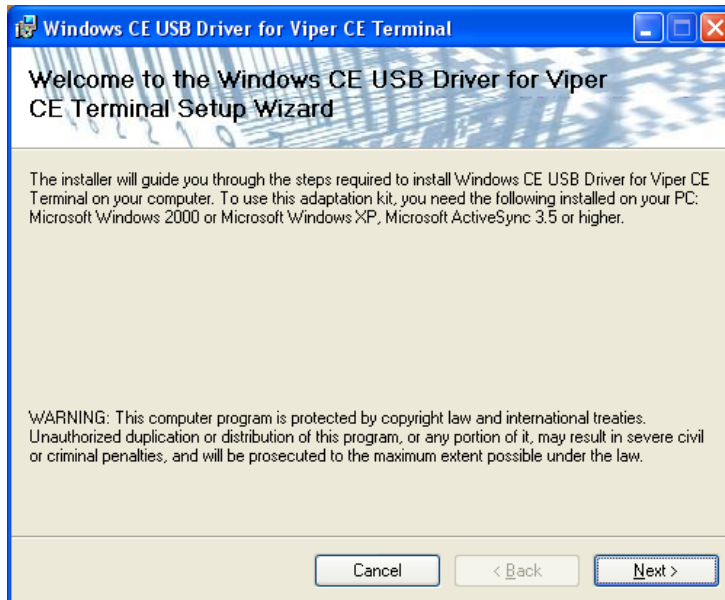 Windows CE USB Driver for Viper CE Terminal
Welcome to the Windows CE USB Driver for Viper
CE Terminal Setup Wizard
The installer will guide you through the steps required to install Windows CE USB Driver for Viper CE
Terminal on your computer. To use this adaptation kit, you need the following installed on your PC:
Microsoft Windows 2000 or Microsoft Windows XP, Microsoft ActiveSync 3.5 or higher.
WARNING: This computer program is protected by copyright law and international treaties.
Unauthorized duplication or distribution of this program, or any portion of it, may result in severe civil
or criminal penalties, and will be prosecuted to the maximum extent possible under the law.
Cancel < Back Next >